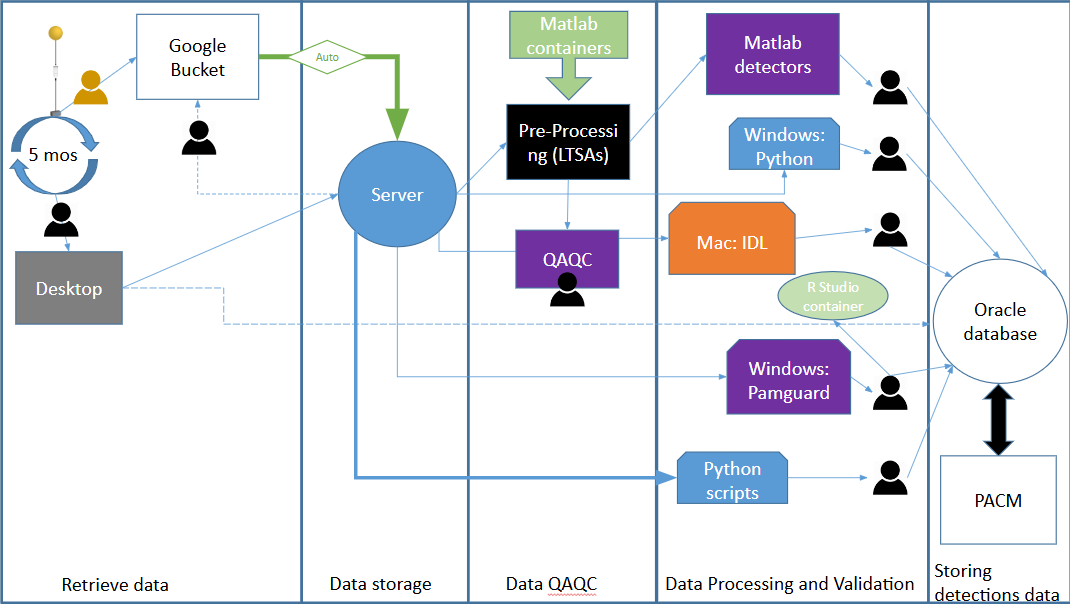 Google
Bucket
5 mos
Desktop
Retrieve data
Auto
Server
Data storage
Matlab
containers
Pre-Processi
ng (LTSAs)
QAQC
Data QAQC
Matlab
detectors
Windows:
Python
Mac: IDL
R Studio
container
Windows:
Pamguard
Python
scripts
Data Processing and Validation
Oracle
database
PACM
Storing
detections data